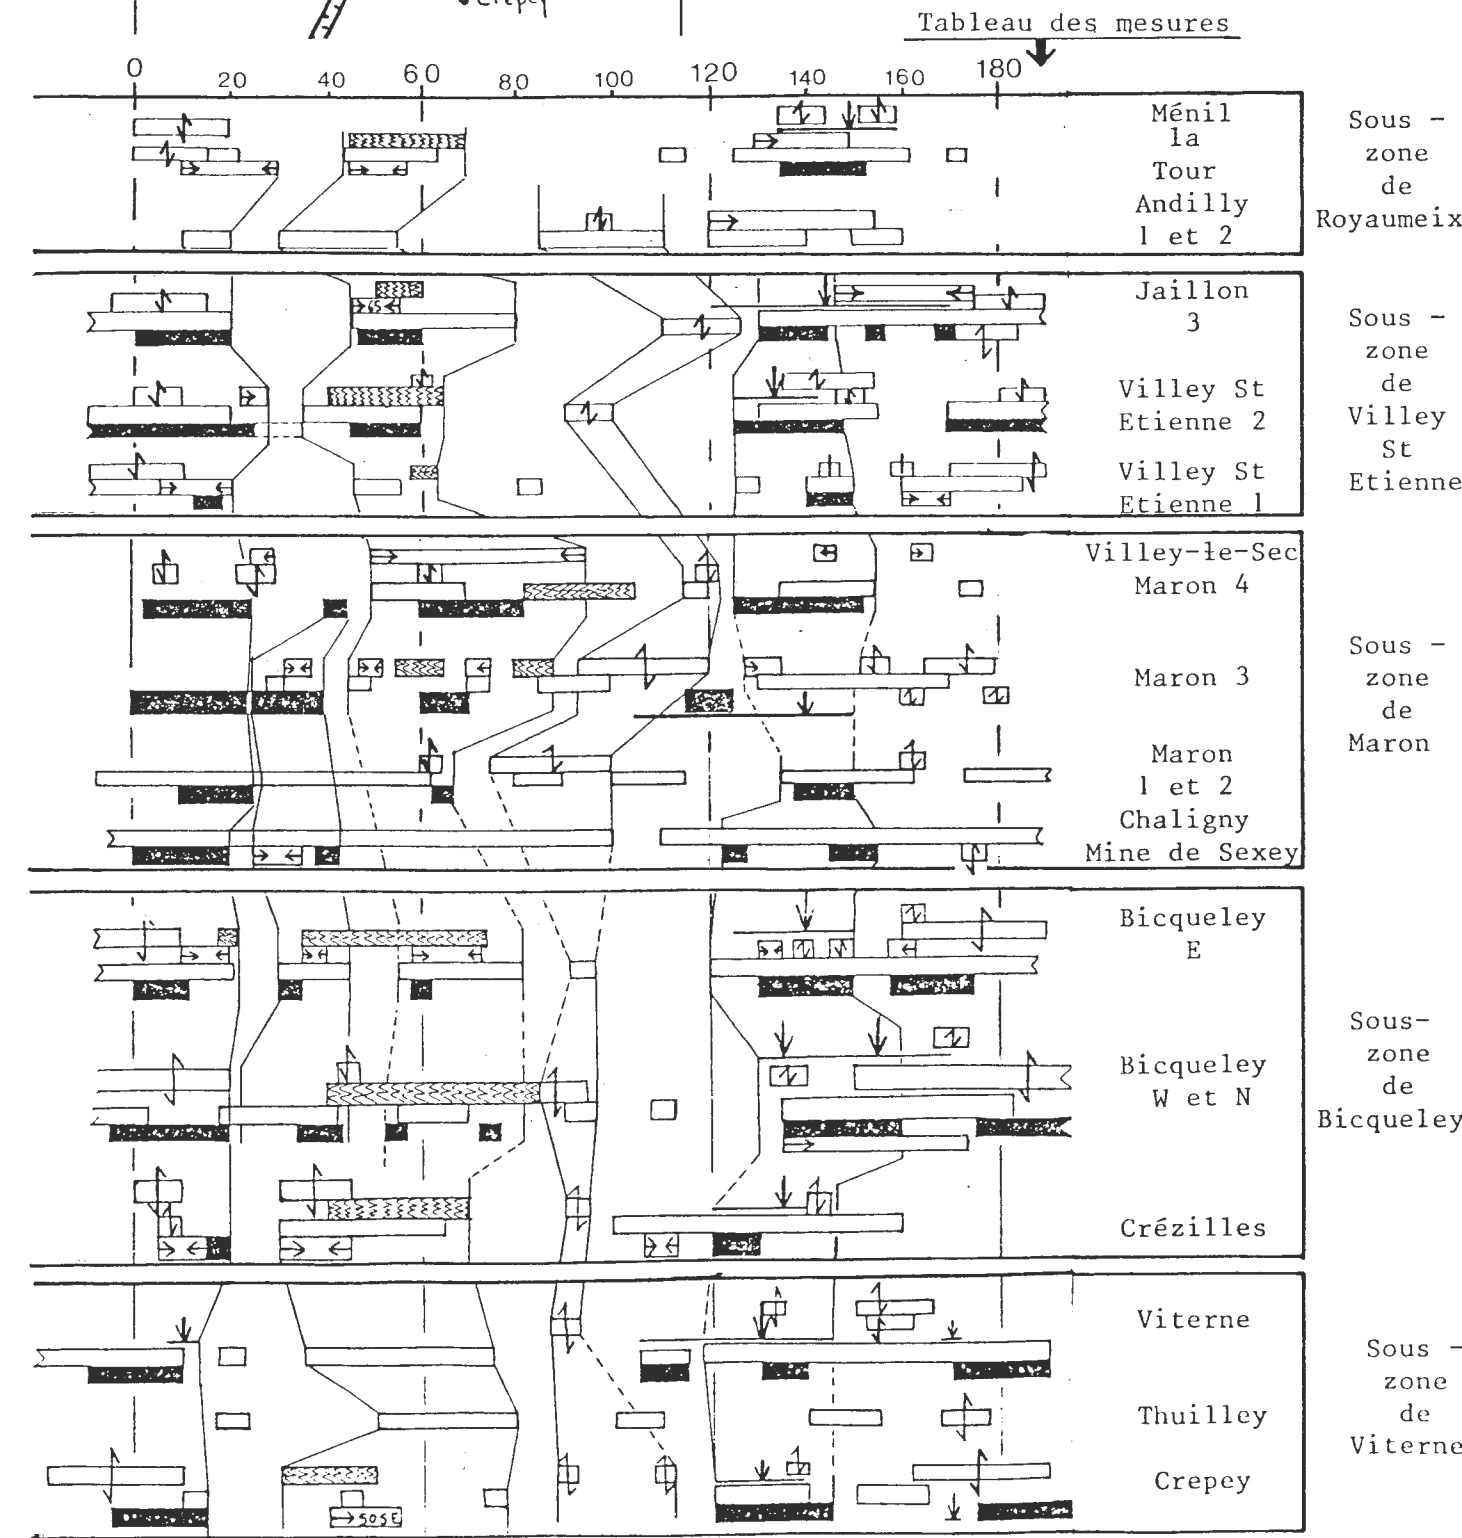 Crepey
Tableau des mesures
0 20 40 60 80 100 120 140 160 180
Ménil
la
Tour
Andilly
1 et 2
Sous -
zone
de
Royaumeix
Jaillon
3
Villey St
Etienne 2
Villey St
Etienne 1
Sous -
zone
de
Villey
St
Etienne
Villey-le-Sec
Maron 4
Maron 3
Maron
1 et 2
Chaligny
Mine de Sexey
Sous -
zone
de
Maron
Bicqueley
E
Bicqueley
W et N
Crézilles
Sous-
zone
de
Bicqueley
Viterne
Thuilley
Crepey
Sous -
zone
de
Viterne
SOSE